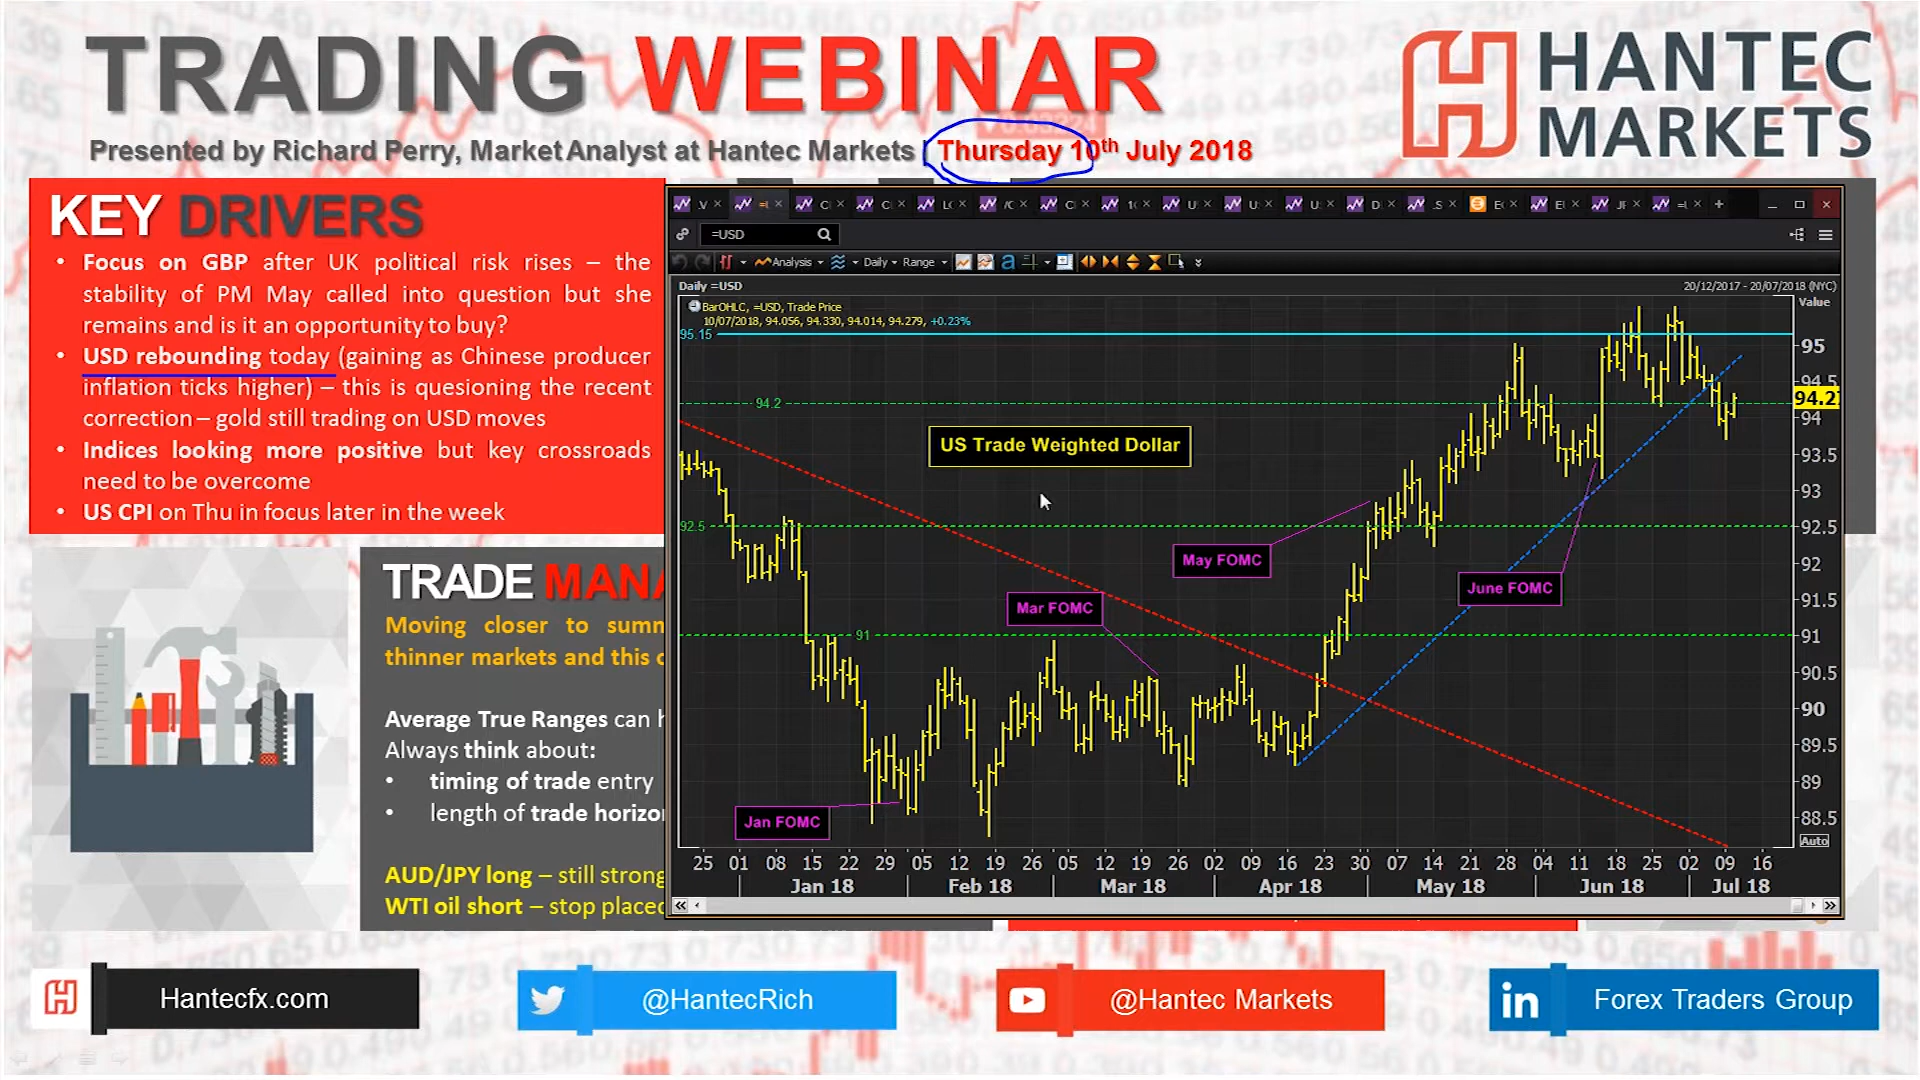 TRADING WEBINAR
Presented by Richard Perry, Market Analyst at Hantec Markets | Thursday 10th July 2018
HANTEC
MARKETS
KEY DRIVERS
• Focus on GBP after UK political risk rises – the
stability of PM May called into question but she
remains and is it an opportunity to buy?
• USD rebounding today (gaining as Chinese producer
inflation ticks higher) – this is quesioning the recent
correction – gold still trading on USD moves
• Indices looking more positive but key crossroads
need to be overcome
• US CPI on Thu in focus later in the week
TRADE MANA
Moving closer to summ
thinner markets and this c
Average True Ranges can h
Always think about:
• timing of trade entry
• length of trade horizon
AUD/JPY long – still strong
WTI oil short – stop placed
=USD
Analysis Daily Range
Daily =USD
20/12/2017 - 20/07/2018 (NYC)
BarOHLC, =USD, Trade Price
10/07/2018, 94.056, 94.330, 94.014, 94.279, +0.23%
Value
95.15
95
94.5
94.2
94.2
94
US Trade Weighted Dollar
93.5
93
92.5
92.5
May FOMC
92
June FOMC
91.5
Mar FOMC
91
91
90.5
90
89.5
89
Jan FOMC
88.5
Auto
25 01 08 15 22 29 05 12 19 26 05 12 19 26 02 09 16 23 30 07 14 21 28 04 11 18 25 02 09 16
Jan 18 Feb 18 Mar 18 Apr 18 May 18 Jun 18 Jul 18
Hantecfx.com
@HantecRich
@Hantec Markets
in
Forex Traders Group